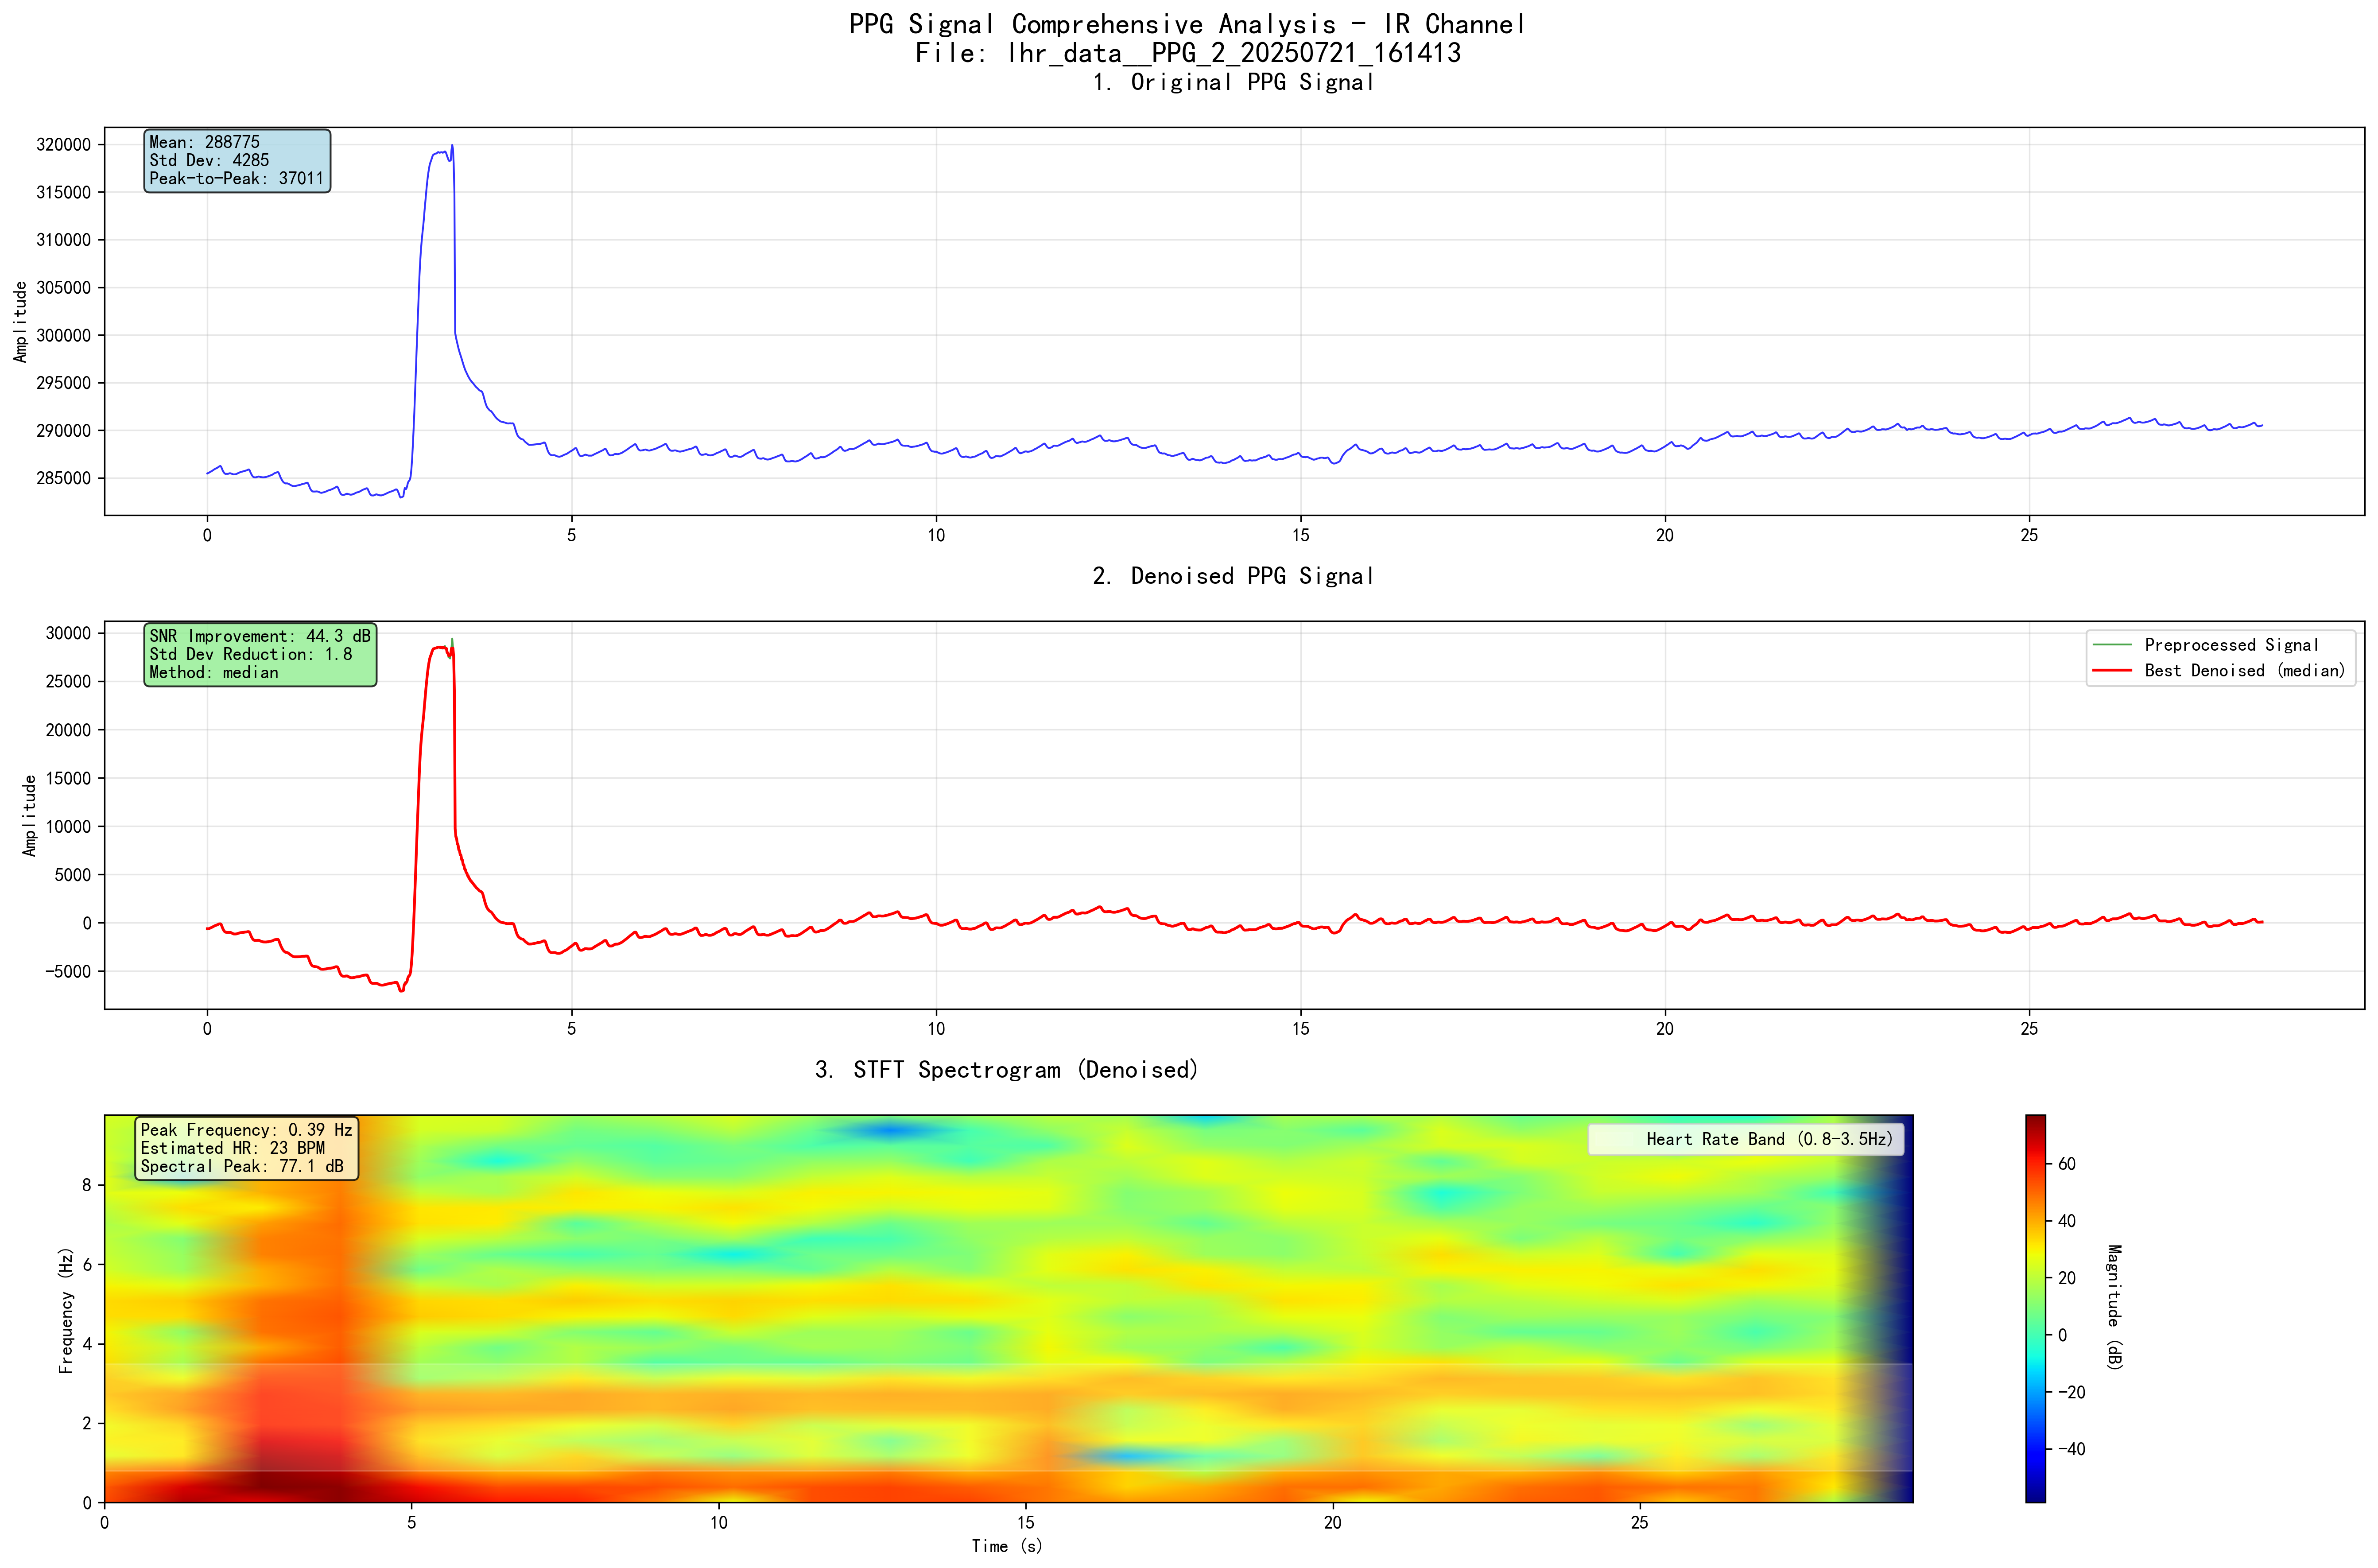 PPG Signal Comprehensive Analysis - IR Channel
File: lhr_data__PPG_2_20250721_161413
1. Original PPG Signal
Mean: 288775
Std Dev: 4285
Peak-to-Peak: 37011
320000
315000
310000
305000
300000
295000
290000
285000
Amplitude
0
5
10
15
20
25
2. Denoised PPG Signal
SNR Improvement: 44.3 dB
Std Dev Reduction: 1.8
Method: median
Preprocessed Signal
Best Denoised (median)
30000
25000
20000
15000
10000
5000
0
-5000
Amplitude
0
5
10
15
20
25
3. STFT Spectrogram (Denoised)
Peak Frequency: 0.39 Hz
Estimated HR: 23 BPM
Spectral Peak: 77.1 dB
Heart Rate Band (0.8-3.5Hz)
8
6
4
2
0
Frequency (Hz)
0
5
10
15
20
25
Time (s)
60
40
20
0
-20
-40
Magnitude (dB)